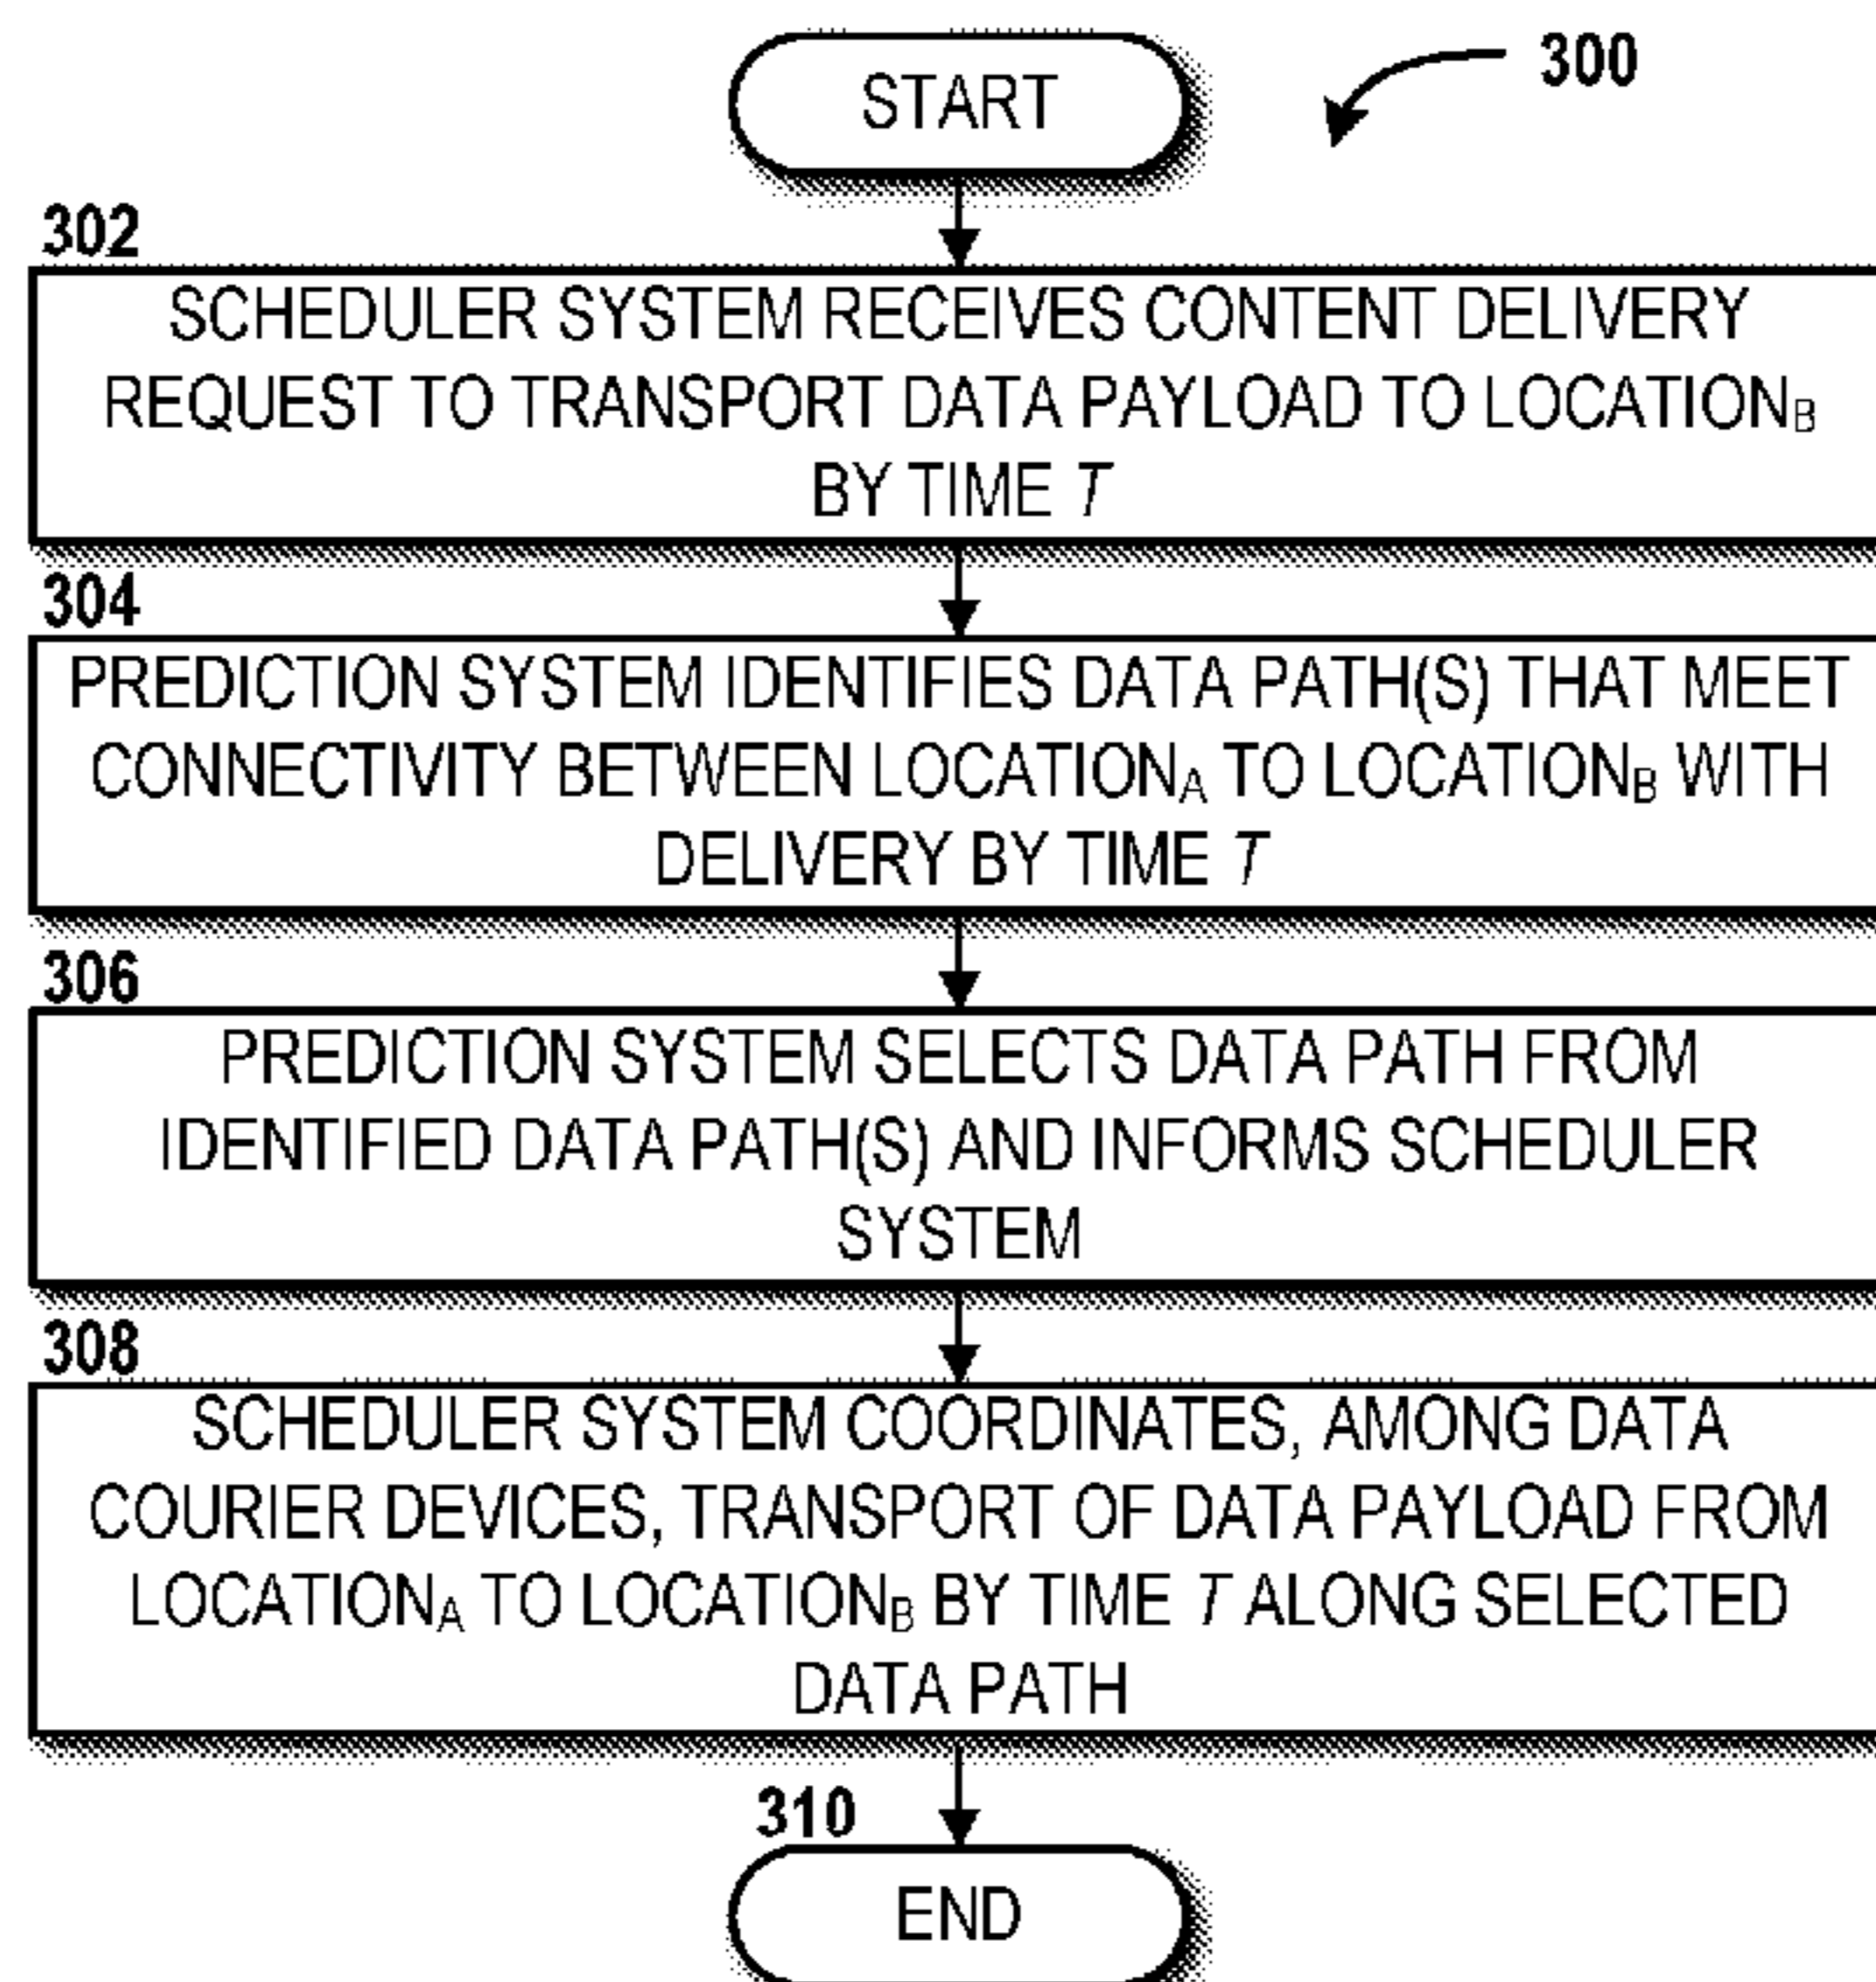 START
300
302
SCHEDULER SYSTEM RECEIVES CONTENT DELIVERY
REQUEST TO TRANSPORT DATA PAYLOAD TO LOCATIONB
BY TIME T
304
PREDICTION SYSTEM IDENTIFIES DATA PATH(S) THAT MEET
CONNECTIVITY BETWEEN LOCATIONA TO LOCATIONB WITH
DELIVERY BY TIME T
306
PREDICTION SYSTEM SELECTS DATA PATH FROM
IDENTIFIED DATA PATH(S) AND INFORMS SCHEDULER
SYSTEM
308
SCHEDULER SYSTEM COORDINATES, AMONG DATA
COURIER DEVICES, TRANSPORT OF DATA PAYLOAD FROM
LOCATIONA TO LOCATIONB BY TIME T ALONG SELECTED
DATA PATH
310
END